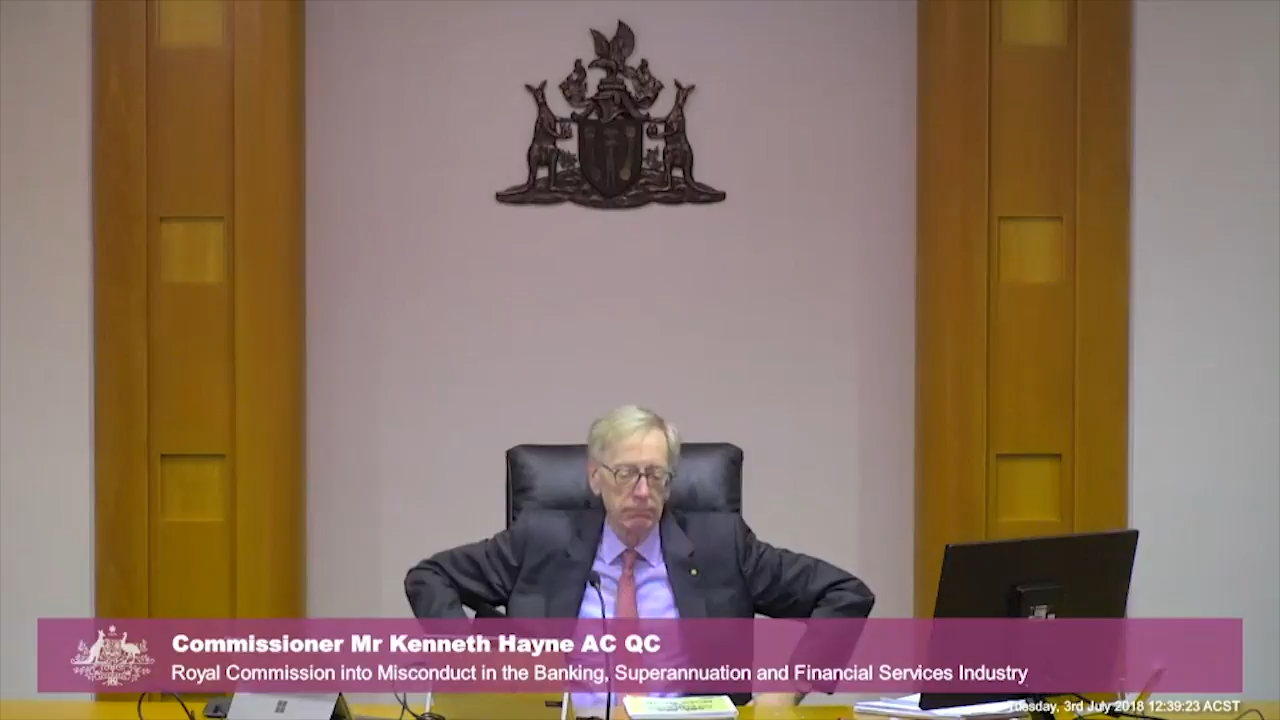 Commissioner Mr Kenneth Hayne AC QC
Royal Commission into Misconduct in the Banking, Superannuation and Financial Services Industry
Tuesday, 3rd July 2018 12:39:23 ACST